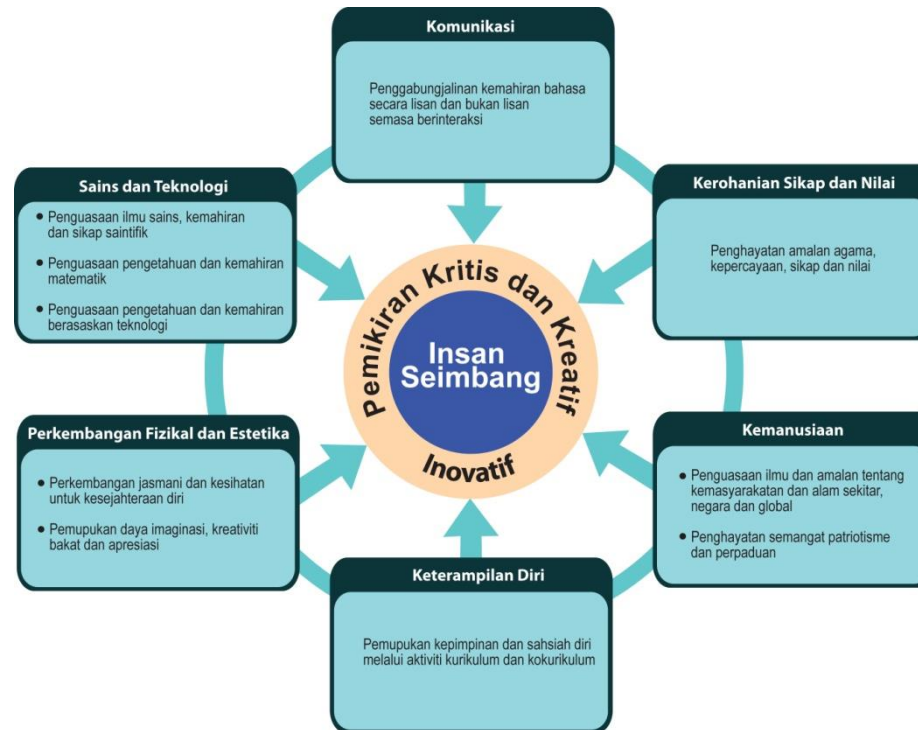 Komunikasi
Penggabungjalinan kemahiran bahasa
secara lisan dan bukan lisan
semasa berinteraksi
Sains dan Teknologi
• Penguasaan ilmu sains, kemahiran
dan sikap saintifik
• Penguasaan pengetahuan dan kemahiran
matematik
• Penguasaan pengetahuan dan kemahiran
berasaskan teknologi
Kerohanian Sikap dan Nilai
Penghayatan amalan agama,
kepercayaan, sikap dan nilai
Pemikiran Kritis dan Kreatif
Insan
Seimbang
Inovatif
Perkembangan Fizikal dan Estetika
• Perkembangan jasmani dan kesihatan
untuk kesejahteraan diri
• Pemupukan daya imaginasi, kreativiti
bakat dan apresiasi
Kemanusiaan
• Penguasaan ilmu dan amalan tentang
kemasyarakatan dan alam sekitar,
negara dan global
• Penghayatan semangat patriotisme
dan perpaduan
Keterampilan Diri
Pemupukan kepimpinan dan sahsiah diri
melalui aktiviti kurikulum dan kokurikulum